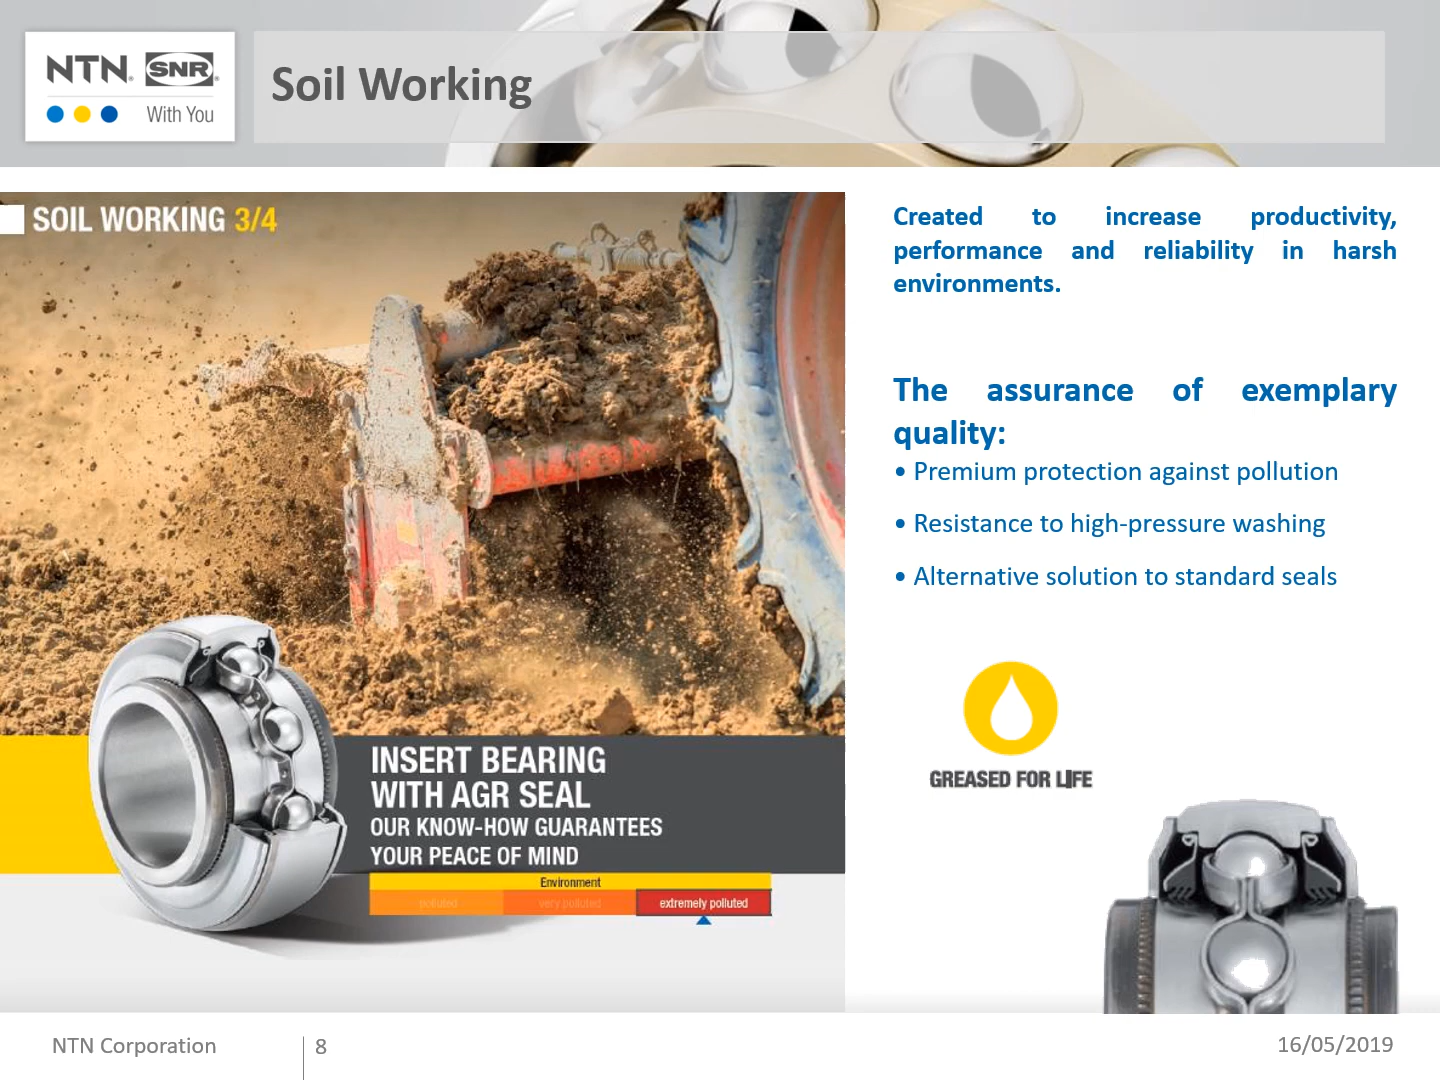 NTN SNR
With You
Soil Working
SOIL WORKING 3/4
Created to increase productivity,
performance and reliability in harsh
environments.
The assurance of exemplary
quality:
• Premium protection against pollution
• Resistance to high-pressure washing
• Alternative solution to standard seals
GREASED FOR LIFE
INSERT BEARING
WITH AGR SEAL
OUR KNOW-HOW GUARANTEES
YOUR PEACE OF MIND
Environment
polluted very polluted extremely polluted
NTN Corporation
8
16/05/2019